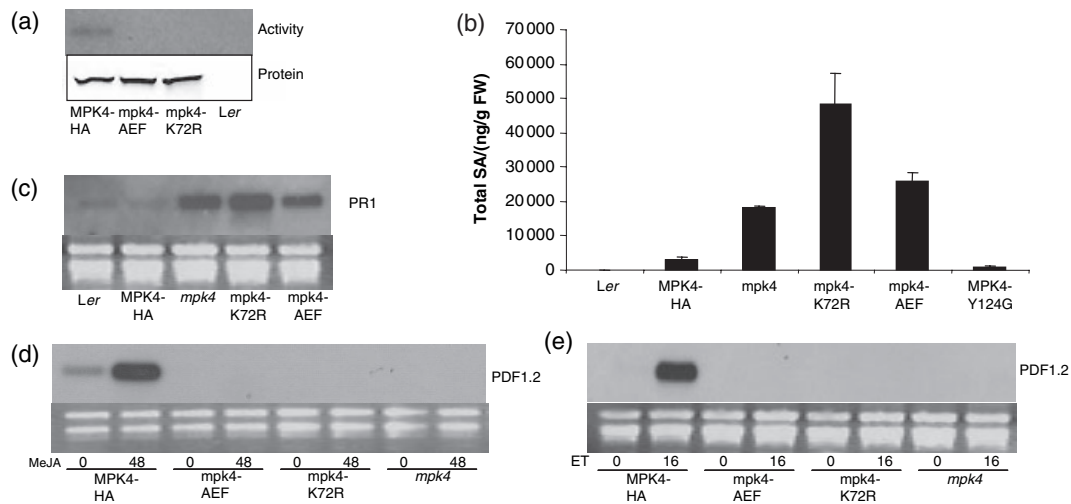 (a)
Activity
Protein
MPK4-HA mpk4-AEF mpk4-K72R Ler
(b)
Total SA/(ng/g FW)
70 000
60 000
50 000
40 000
30 000
20 000
10 000
0
Ler MPK4-HA mpk4 mpk4-K72R mpk4-AEF MPK4-Y124G
(c)
PR1
Ler MPK4-HA mpk4 mpk4-K72R mpk4-AEF
(d)
PDF1.2
MeJA 0 48 0 48 0 48 0 48
MPK4-HA mpk4-AEF mpk4-K72R mpk4
(e)
PDF1.2
ET 0 16 0 16 0 16 0 16
MPK4-HA mpk4-AEF mpk4-K72R mpk4